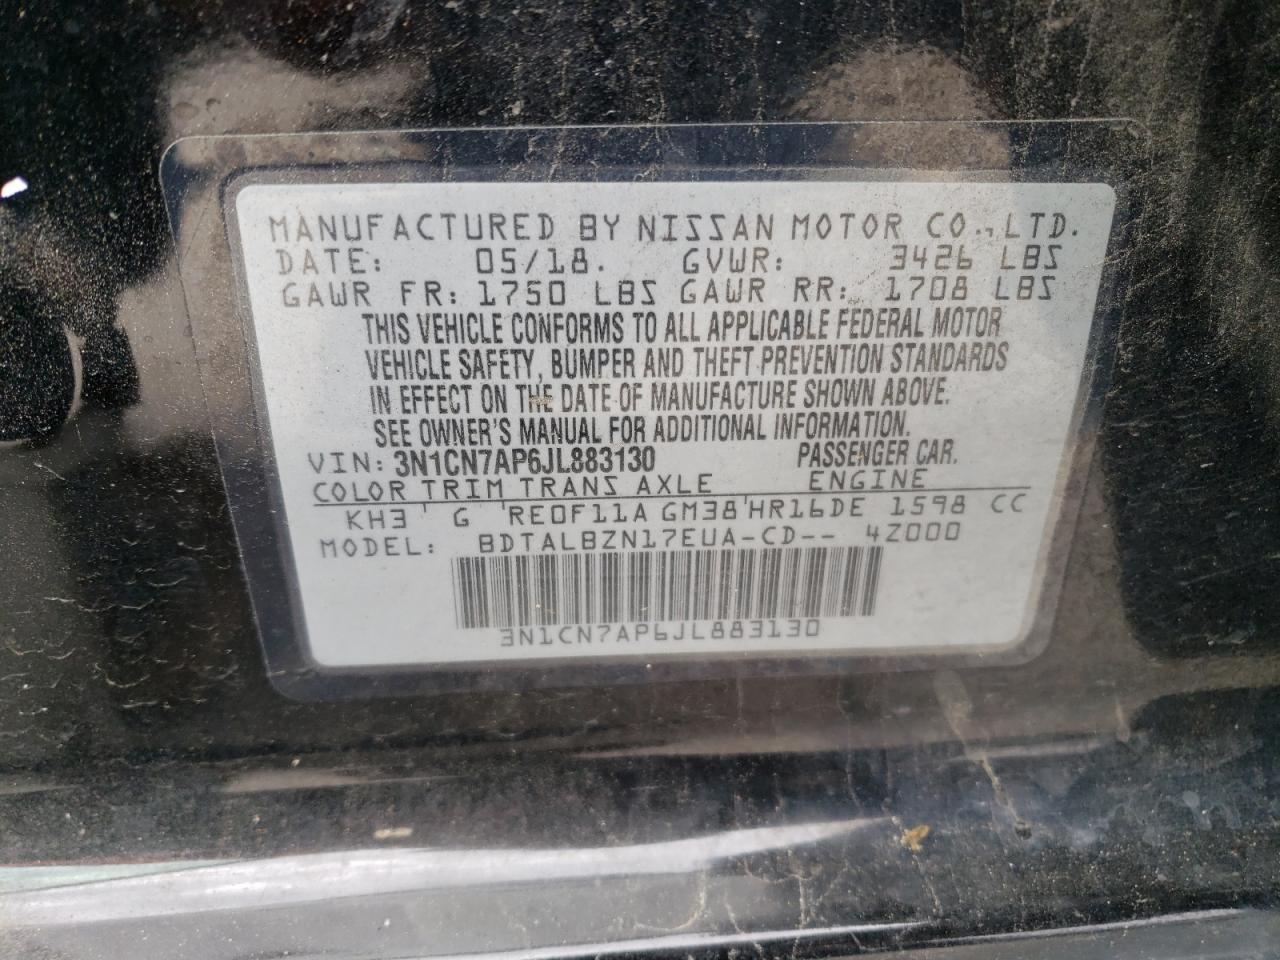 MANUFACTURED BY NISSAN MOTOR CO., LTD.
DATE: 05/18. GVWR: 3426 LBS
GAWR FR: 1750 LBS GAWR RR: 1708 LBS
THIS VEHICLE CONFORMS TO ALL APPLICABLE FEDERAL MOTOR
VEHICLE SAFETY, BUMPER AND THEFT PREVENTION STANDARDS
IN EFFECT ON THE DATE OF MANUFACTURE SHOWN ABOVE.
SEE OWNER'S MANUAL FOR ADDITIONAL INFORMATION.
VIN: 3N1CN7AP6JL883130 PASSENGER CAR.
COLOR TRIM TRANS AXLE ENGINE
KH3 ' G 'RE0F11A GM38'HR16DE 1598 CC
MODEL: BDTALBZN17EUA-CD-- 4Z000
3N1CN7AP6JL883130